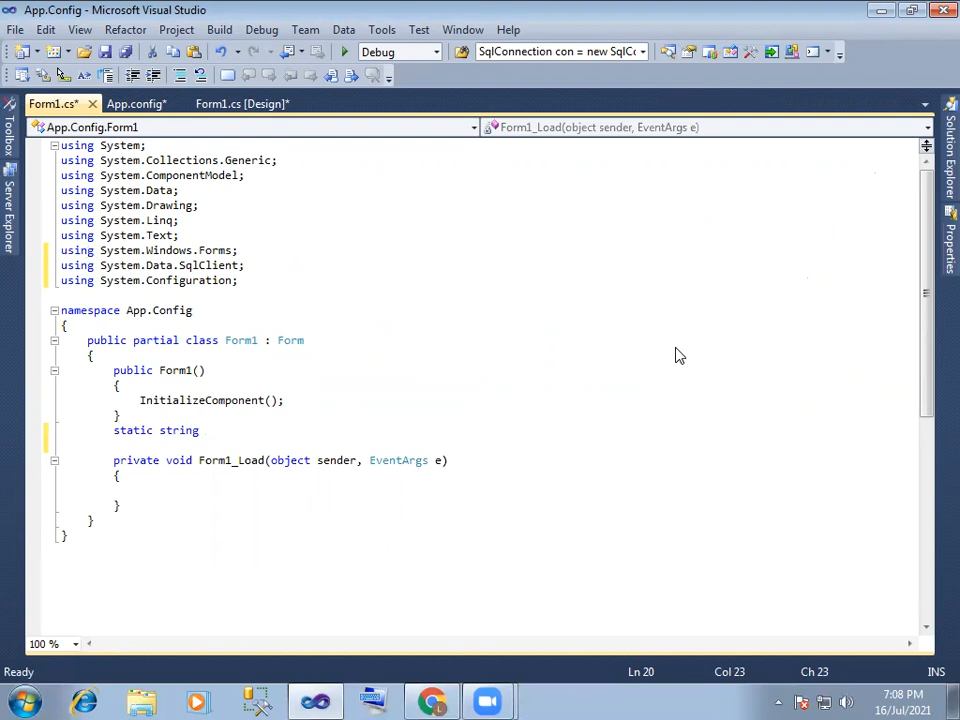 App.Config - Microsoft Visual Studio
File Edit View Refactor Project Build Debug Team Data Tools Test Window Help
Debug SqlConnection con = new SqlCo
Form1.cs* App.config* Form1.cs [Design]*
App.Config.Form1 Form1_Load(object sender, EventArgs e)
using System;
using System.Collections.Generic;
using System.ComponentModel;
using System.Data;
using System.Drawing;
using System.Linq;
using System.Text;
using System.Windows.Forms;
using System.Data.SqlClient;
using System.Configuration;
namespace App.Config
{
public partial class Form1 : Form
{
public Form1()
{
InitializeComponent();
}
static string
private void Form1_Load(object sender, EventArgs e)
{
}
}
}
Toolbox
Server Explorer
Solution Explorer
Properties
100 %
Ready Ln 20 Col 23 Ch 23 INS
7:08 PM
16/Jul/2021